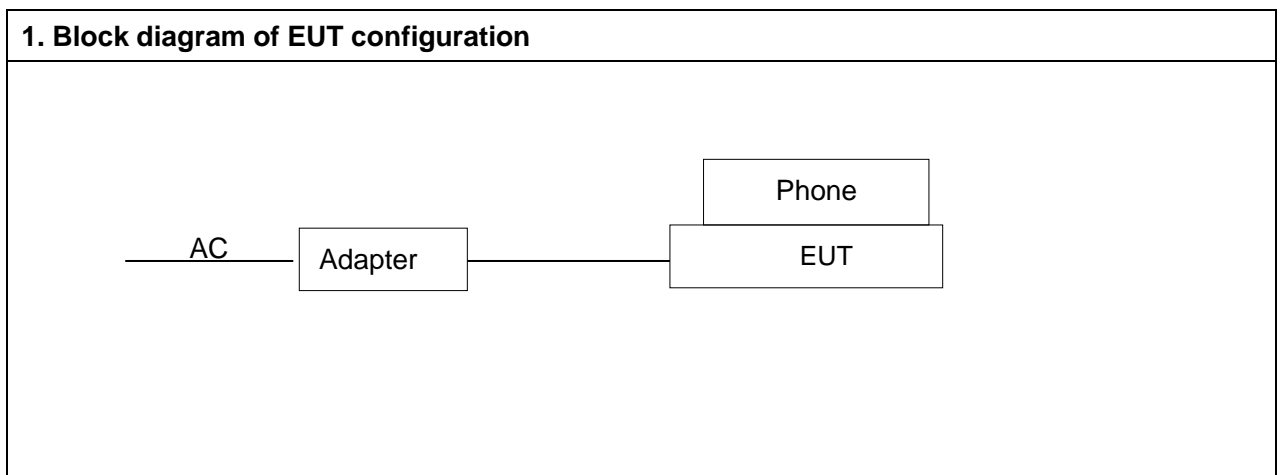 1. Block diagram of EUT configuration
Phone
AC
Adapter
EUT